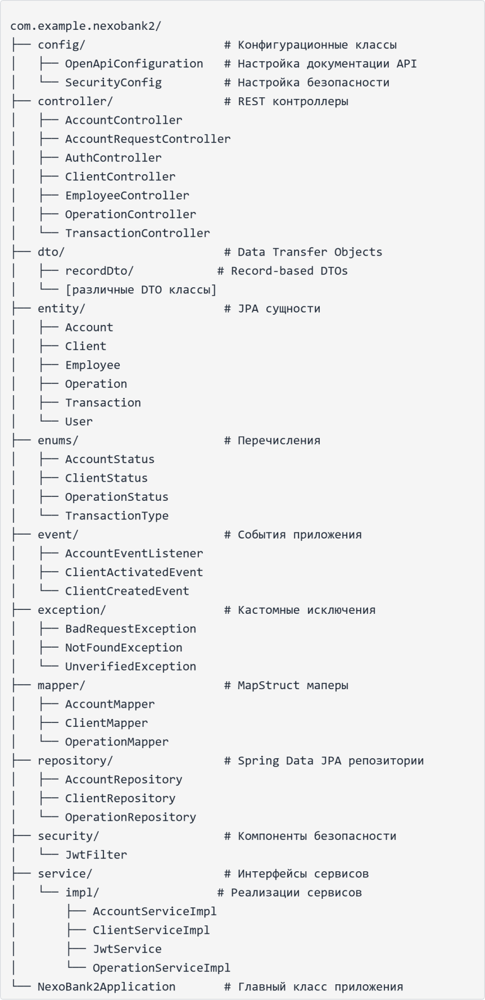 com.example.nexobank2/
├── config/                    # Конфигурационные классы
│   ├── OpenApiConfiguration   # Настройка документации API
│   └── SecurityConfig         # Настройка безопасности
├── controller/                # REST контроллеры
│   ├── AccountController
│   ├── AccountRequestController
│   ├── AuthController
│   ├── ClientController
│   ├── EmployeeController
│   ├── OperationController
│   └── TransactionController
├── dto/                       # Data Transfer Objects
│   ├── recordDto/            # Record-based DTOs
│   └── [различные DTO классы]
├── entity/                    # JPA сущности
│   ├── Account
│   ├── Client
│   ├── Employee
│   ├── Operation
│   ├── Transaction
│   └── User
├── enums/                     # Перечисления
│   ├── AccountStatus
│   ├── ClientStatus
│   ├── OperationStatus
│   └── TransactionType
├── event/                     # События приложения
│   ├── AccountEventListener
│   ├── ClientActivatedEvent
│   └── ClientCreatedEvent
├── exception/                 # Кастомные исключения
│   ├── BadRequestException
│   ├── NotFoundException
│   └── UnverifiedException
├── mapper/                    # MapStruct маперы
│   ├── AccountMapper
│   ├── ClientMapper
│   └── OperationMapper
├── repository/                # Spring Data JPA репозитории
│   ├── AccountRepository
│   ├── ClientRepository
│   └── OperationRepository
├── security/                  # Компоненты безопасности
│   └── JwtFilter
├── service/                   # Интерфейсы сервисов
│   └── impl/                 # Реализации сервисов
│       ├── AccountServiceImpl
│       ├── ClientServiceImpl
│       ├── JwtService
│       └── OperationServiceImpl
└── NexoBank2Application       # Главный класс приложения